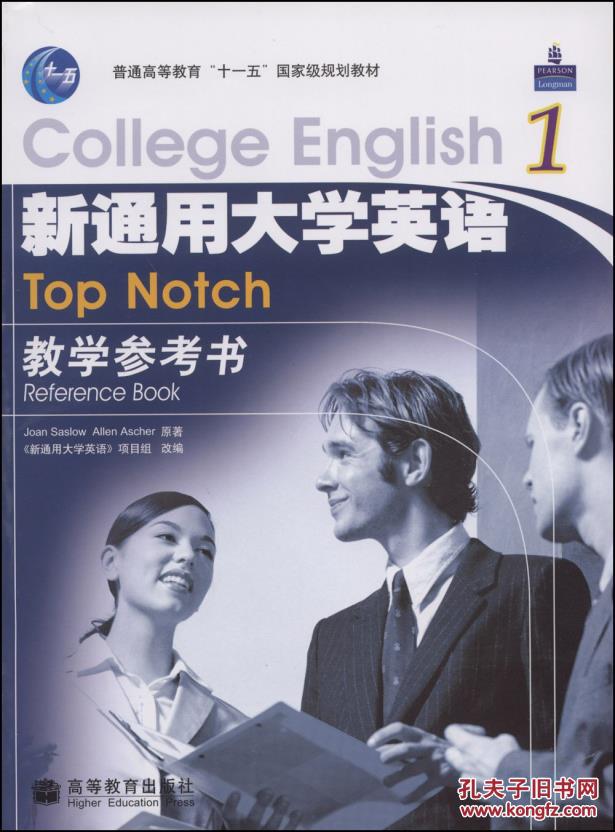 十一五
普通高等教育“十一五”国家级规划教材
PEARSON
Longman
College English 1
新通用大学英语
Top Notch
教学参考书
Reference Book
Joan Saslow Allen Ascher 原著
《新通用大学英语》项目组 改编
高等教育出版社
Higher Education Press
孔夫子旧书网
www.kongfz.com